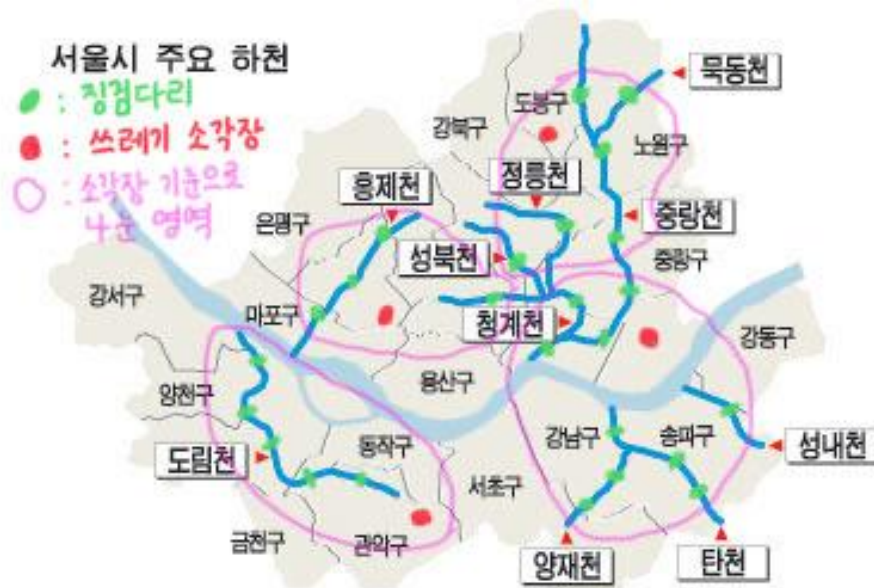 서울시 주요 하천
: 징검다리
: 쓰레기 소각장
: 소각장 기준으로
나눈 영역
묵동천
도봉구
강북구
노원구
정릉천
홍제천
은평구
중랑천
성북천
중랑구
강서구
마포구
청계천
강동구
용산구
양천구
동작구
강남구
송파구
성내천
도림천
서초구
금천구
관악구
양재천
탄천